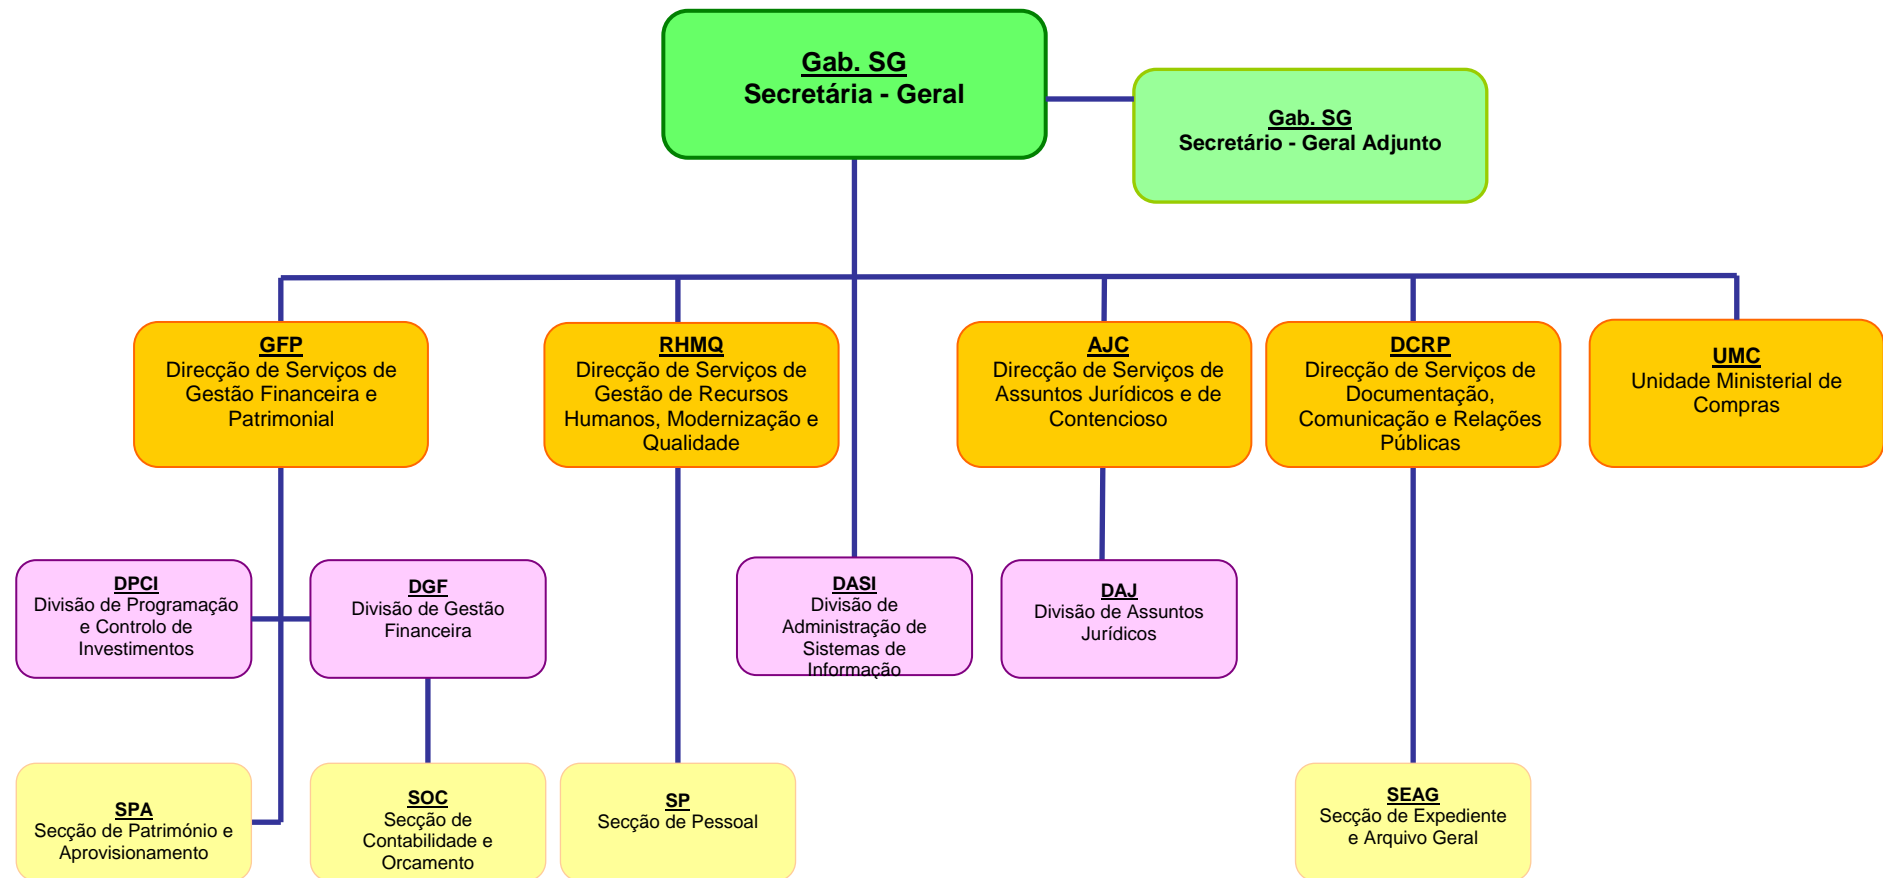 Gab. SG
Secretária - Geral
Gab. SG
Secretário - Geral Adjunto
GFP
Direcção de Serviços de
Gestão Financeira e
Patrimonial
RHMQ
Direcção de Serviços de
Gestão de Recursos
Humanos, Modernização e
Qualidade
AJC
Direcção de Serviços de
Assuntos Jurídicos e de
Contencioso
DCRP
Direcção de Serviços de
Documentação,
Comunicação e Relações
Públicas
UMC
Unidade Ministerial de
Compras
DPCI
Divisão de Programação
e Controlo de
Investimentos
DGF
Divisão de Gestão
Financeira
DASI
Divisão de
Administração de
Sistemas de
Informação
DAJ
Divisão de Assuntos
Jurídicos
SPA
Secção de Património e
Aprovisionamento
SOC
Secção de
Contabilidade e
Orçamento
SP
Secção de Pessoal
SEAG
Secção de Expediente
e Arquivo Geral